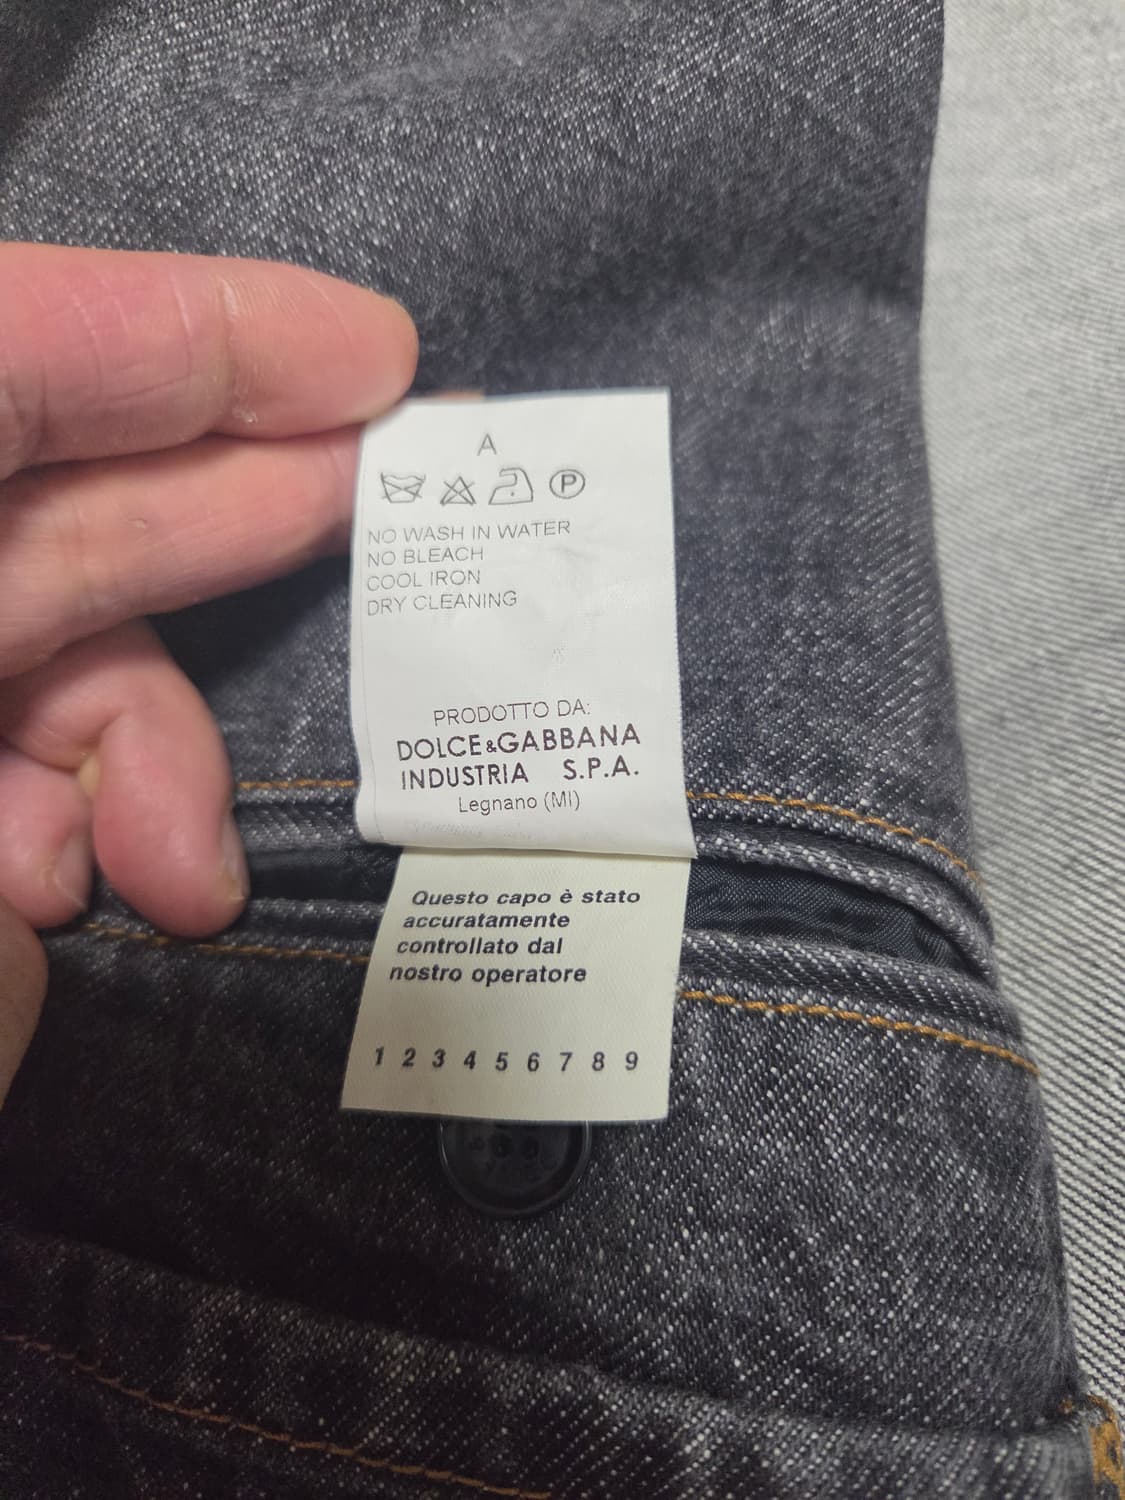 A
P
NO WASH IN WATER
NO BLEACH
COOL IRON
DRY CLEANING
PRODOTTO DA:
DOLCE&GABBANA
INDUSTRIA S.P.A.
Legnano (MI)
Questo capo è stato
accuratamente
controllato dal
nostro operatore
1 2 3 4 5 6 7 8 9